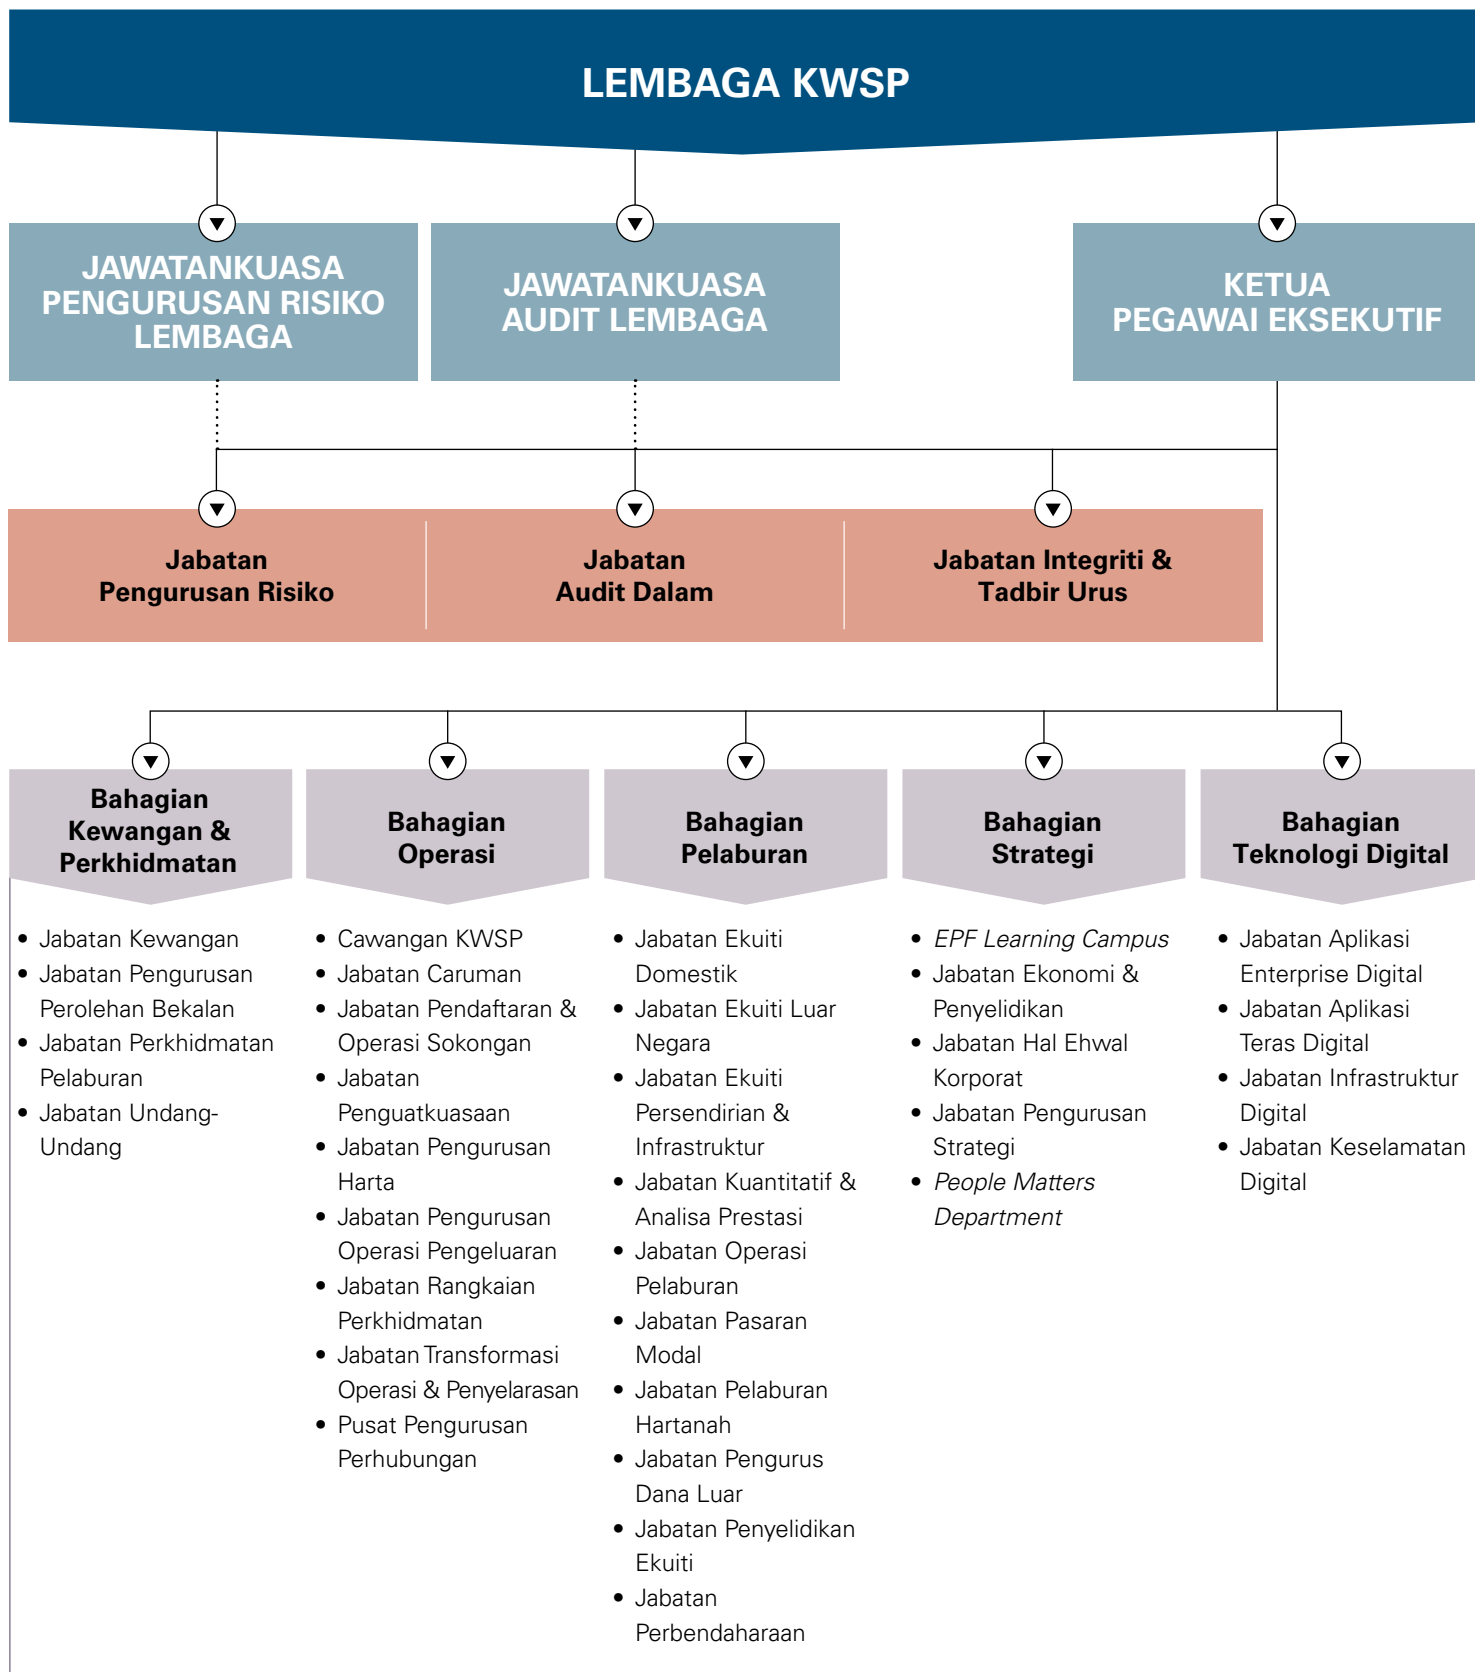 LEMBAGA KWSP
JAWATANKUASA
PENGURUSAN RISIKO
LEMBAGA
JAWATANKUASA
AUDIT LEMBAGA
KETUA
PEGAWAI EKSEKUTIF
Jabatan
Pengurusan Risiko
Jabatan
Audit Dalam
Jabatan Integriti &
Tadbir Urus
Bahagian
Kewangan &
Perkhidmatan
• Jabatan Kewangan
• Jabatan Pengurusan
Perolehan Bekalan
• Jabatan Perkhidmatan
Pelaburan
• Jabatan Undang-
Undang
Bahagian
Operasi
• Cawangan KWSP
• Jabatan Caruman
• Jabatan Pendaftaran &
Operasi Sokongan
• Jabatan
Penguatkuasaan
• Jabatan Pengurusan
Harta
• Jabatan Pengurusan
Operasi Pengeluaran
• Jabatan Rangkaian
Perkhidmatan
• Jabatan Transformasi
Operasi & Penyelarasan
• Pusat Pengurusan
Perhubungan
Bahagian
Pelaburan
• Jabatan Ekuiti
Domestik
• Jabatan Ekuiti Luar
Negara
• Jabatan Ekuiti
Persendirian &
Infrastruktur
• Jabatan Kuantitatif &
Analisa Prestasi
• Jabatan Operasi
Pelaburan
• Jabatan Pasaran
Modal
• Jabatan Pelaburan
Hartanah
• Jabatan Pengurus
Dana Luar
• Jabatan Penyelidikan
Ekuiti
• Jabatan
Perbendaharaan
Bahagian
Strategi
• EPF Learning Campus
• Jabatan Ekonomi &
Penyelidikan
• Jabatan Hal Ehwal
Korporat
• Jabatan Pengurusan
Strategi
• People Matters
Department
Bahagian
Teknologi Digital
• Jabatan Aplikasi
Enterprise Digital
• Jabatan Aplikasi
Teras Digital
• Jabatan Infrastruktur
Digital
• Jabatan Keselamatan
Digital